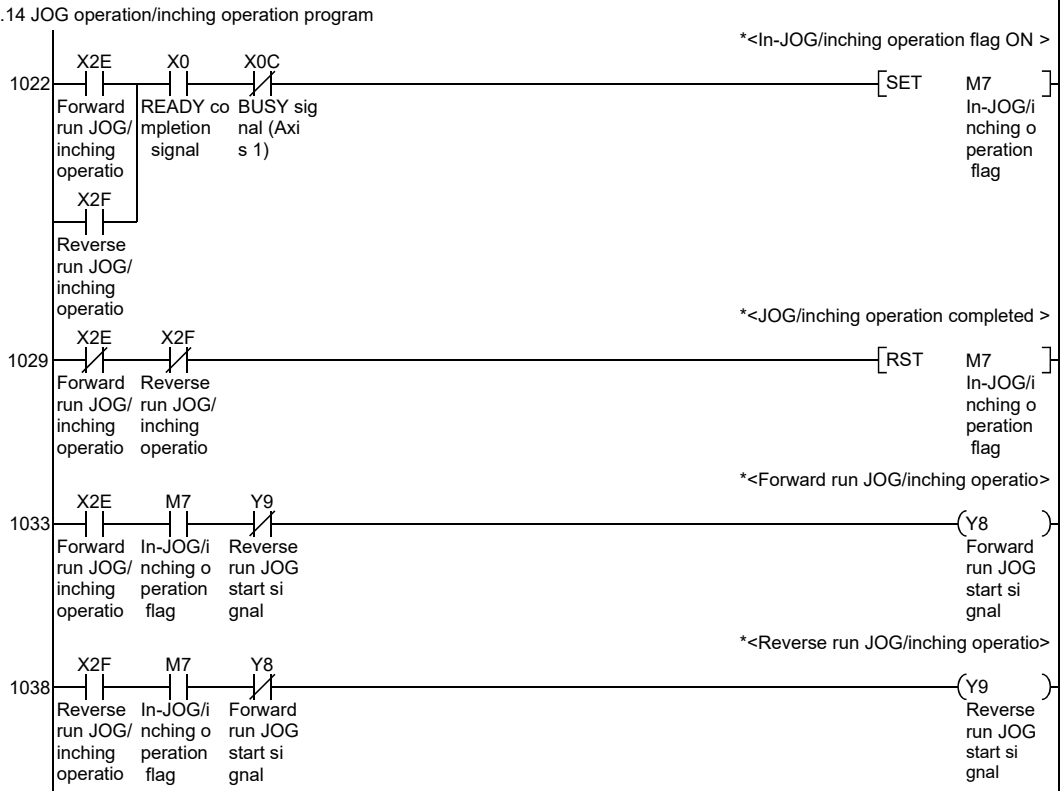 .14 JOG operation/inching operation program
*<In-JOG/inching operation flag ON >
X2E X0 X0C
1022 SET M7
Forward READY co BUSY sig In-JOG/i
run JOG/ mpletion nal (Axi nching o
inching signal s 1) peration
operatio flag
X2F
Reverse
run JOG/
inching
operatio
*<JOG/inching operation completed >
X2E X2F
1029 RST M7
Forward Reverse In-JOG/i
run JOG/ run JOG/ nching o
inching inching peration
operatio operatio flag
*<Forward run JOG/inching operatio>
X2E M7 Y9
1033 Y8
Forward In-JOG/i Reverse Forward
run JOG/ nching o run JOG run JOG
inching peration start si start si
operatio flag gnal gnal
*<Reverse run JOG/inching operatio>
X2F M7 Y8
1038 Y9
Reverse In-JOG/i Forward Reverse
run JOG/ nching o run JOG run JOG
inching peration start si start si
operatio flag gnal gnal